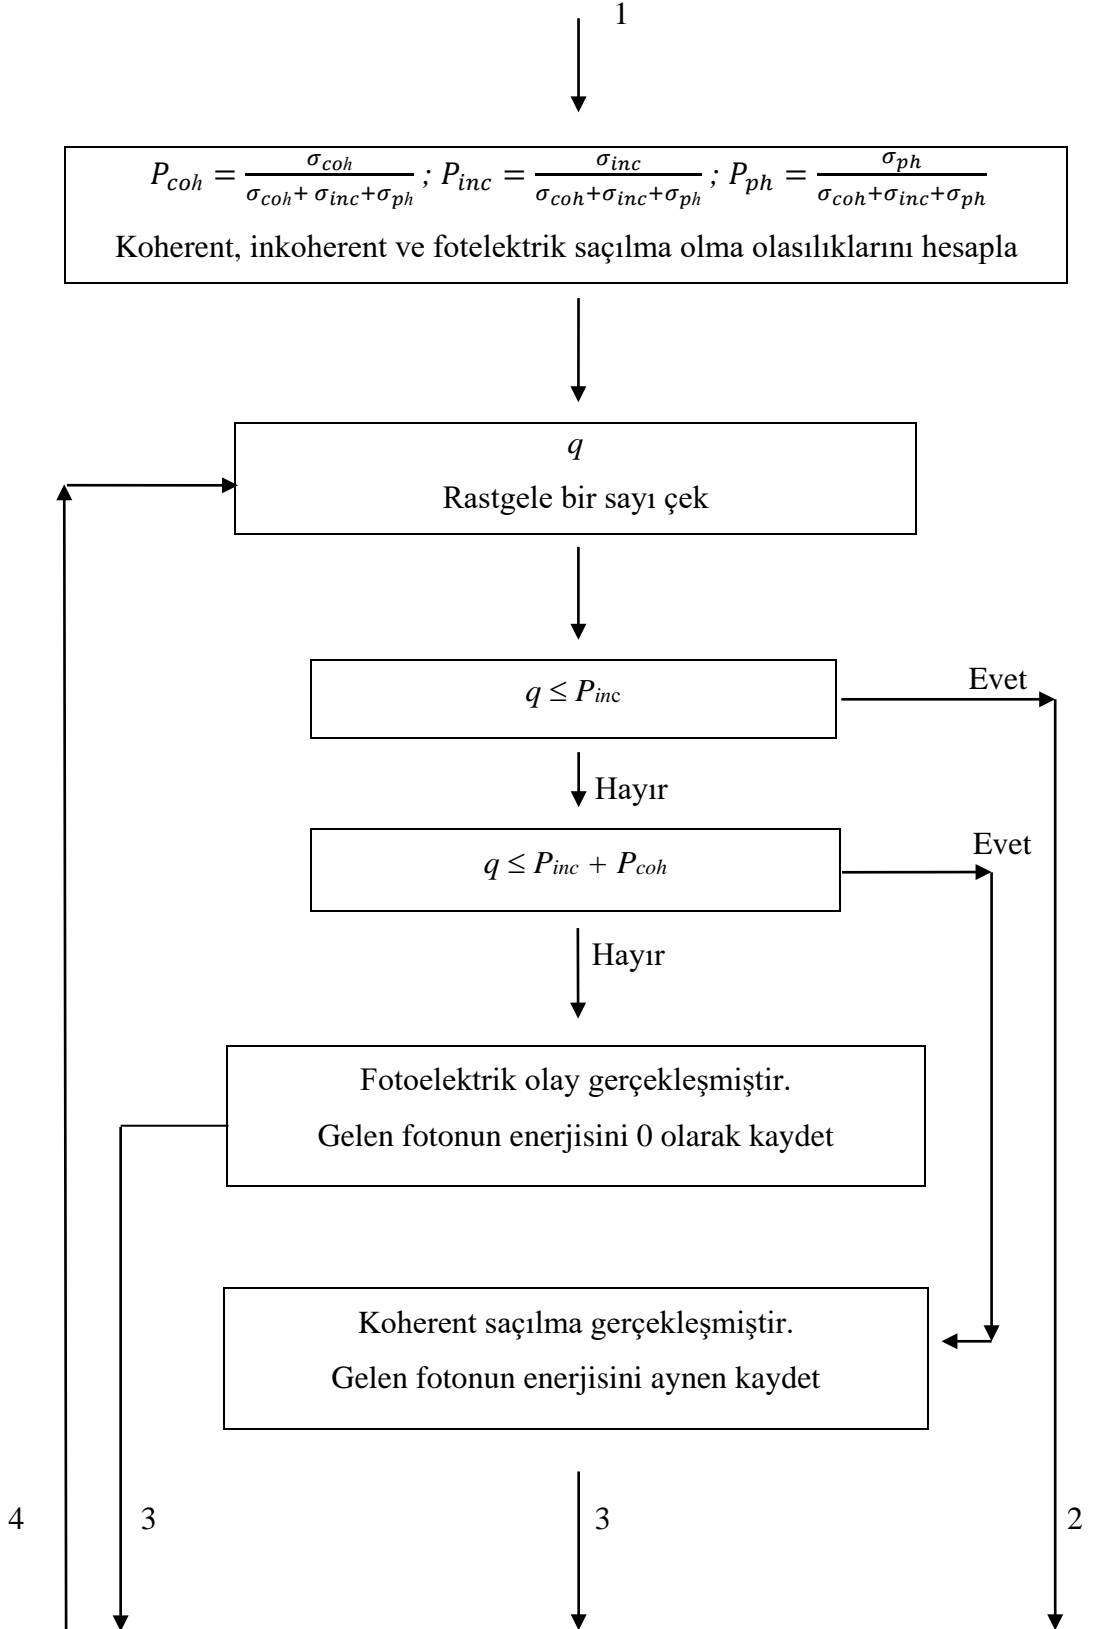 1
P_coh = σ_coh / (σ_coh + σ_inc + σ_ph) ; P_inc = σ_inc / (σ_coh + σ_inc + σ_ph) ; P_ph = σ_ph / (σ_coh + σ_inc + σ_ph)
Koherent, inkoherent ve fotelektrik saçılma olma olasılıklarını hesapla
q
Rastgele bir sayı çek
q ≤ P_inc
Evet
Hayır
q ≤ P_inc + P_coh
Evet
Hayır
Fotoelektrik olay gerçekleşmiştir.
Gelen fotonun enerjisini 0 olarak kaydet
Koherent saçılma gerçekleşmiştir.
Gelen fotonun enerjisini aynen kaydet
4 3 3 2